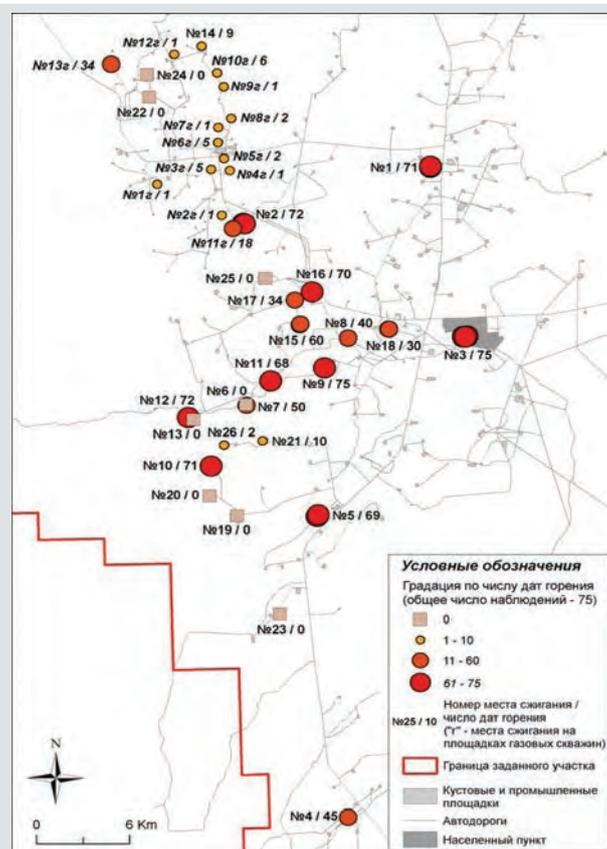 №12г / 1
№14 / 9
№13г / 34
№24 / 0
№10г / 6
№9г / 1
№22 / 0
№8г / 2
№7г / 1
№6г / 5
№5г / 2
№3г / 5
№4г / 1
№1 / 71
№1г / 1
№2г / 1
№2 / 72
№11г / 18
№25 / 0
№16 / 70
№17 / 34
№8 / 40
№15 / 60
№18 / 30
№3 / 75
№11 / 68
№9 / 75
№6 / 0
№12 / 72
№7 / 50
№13 / 0
№26 / 2
№21 / 10
№10 / 71
№20 / 0
№19 / 0
№5 / 69
№23 / 0
№4 / 45
N
0 6 Km
Условные обозначения
Градация по числу дат горения
(общее число наблюдений - 75)
0
1 - 10
11 - 60
61 - 75
№25 / 10
Номер места сжигания /
число дат горения
("г" - места сжигания на
площадках газовых скважин)
Граница заданного участка
Кустовые и промышленные
площадки
Автодороги
Населенный пункт